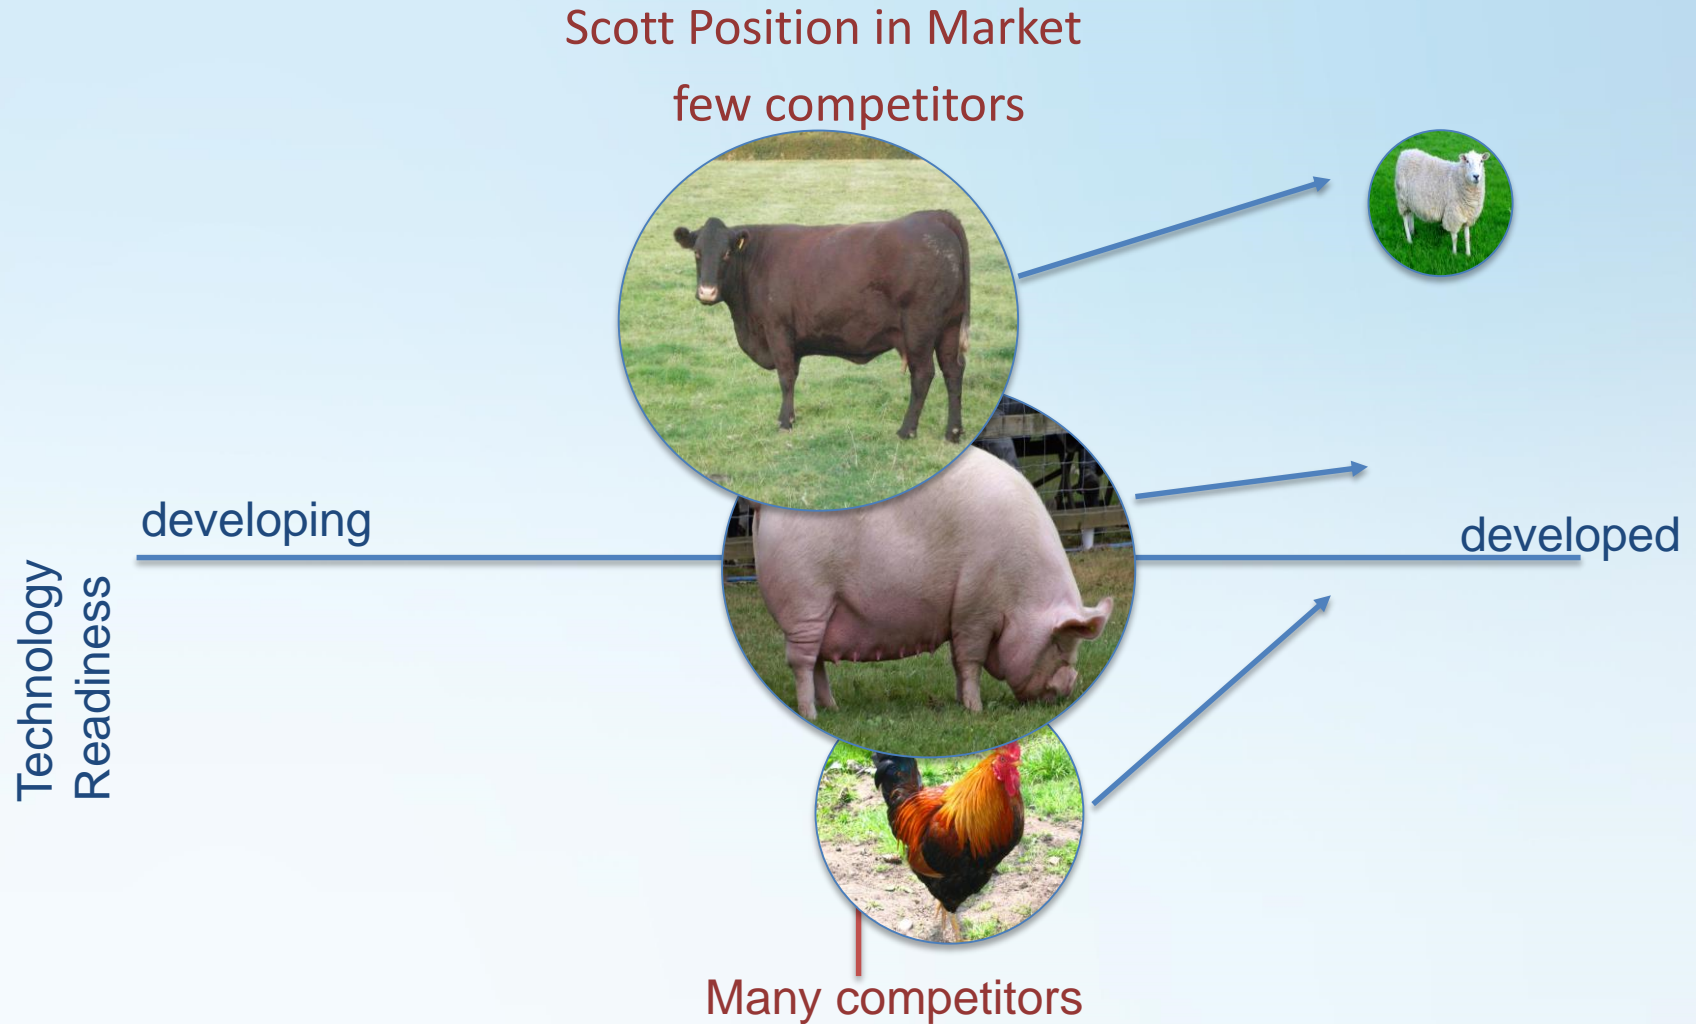 Scott Position in Market
few competitors
developing
developed
Technology
Readiness
Many competitors